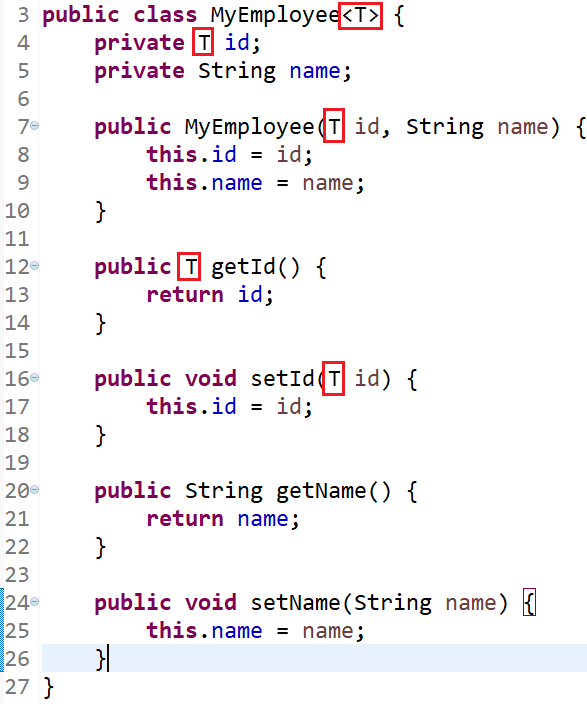 3 public class MyEmployee<T> {
4     private T id;
5     private String name;
6
7     public MyEmployee(T id, String name) {
8         this.id = id;
9         this.name = name;
10     }
11
12     public T getId() {
13         return id;
14     }
15
16     public void setId(T id) {
17         this.id = id;
18     }
19
20     public String getName() {
21         return name;
22     }
23
24     public void setName(String name) {
25         this.name = name;
26     }
27 }